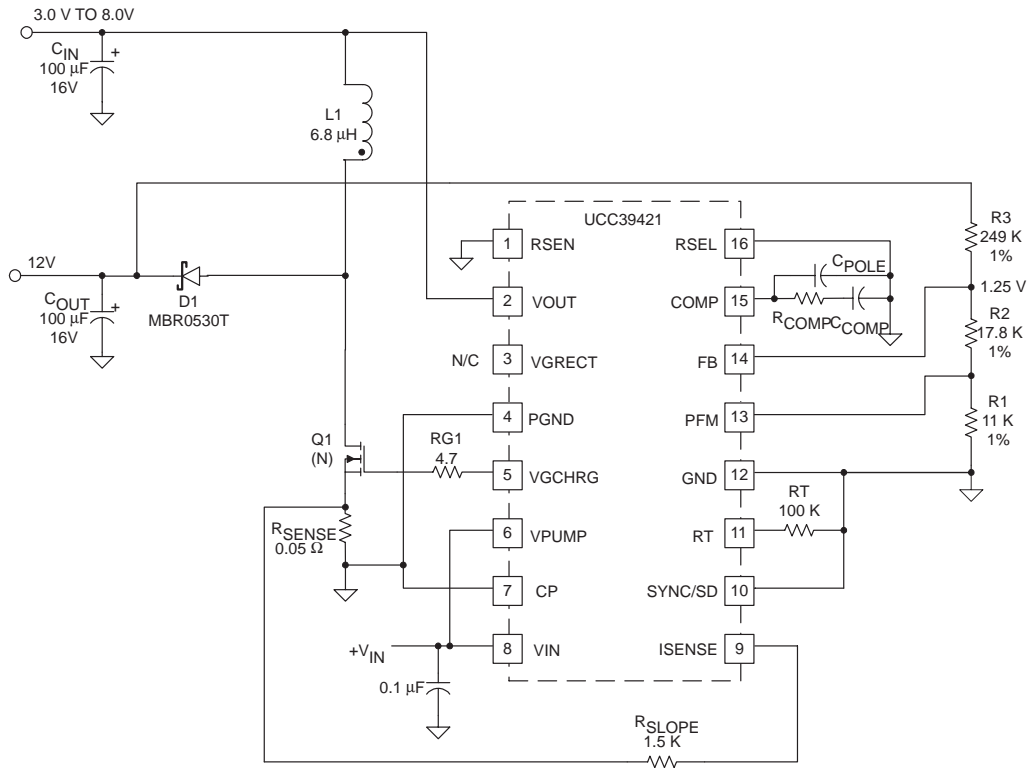 3.0 V TO 8.0V
CIN
100 µF
16V
+
L1
6.8 µH
12V
COUT
100 µF
16V
+
D1
MBR0530T
UCC39421
1 RSEN
2 VOUT
N/C 3 VGRECT
4 PGND
5 VGCHRG
6 VPUMP
7 CP
8 VIN
RSEL 16
COMP 15
FB 14
PFM 13
GND 12
RT 11
SYNC/SD 10
ISENSE 9
CPOLE
RCOMP
CCOMP
R3
249 K
1%
1.25 V
R2
17.8 K
1%
R1
11 K
1%
RT
100 K
Q1
(N)
RG1
4.7
RSENSE
0.05 Ω
+VIN
0.1 µF
RSLOPE
1.5 K